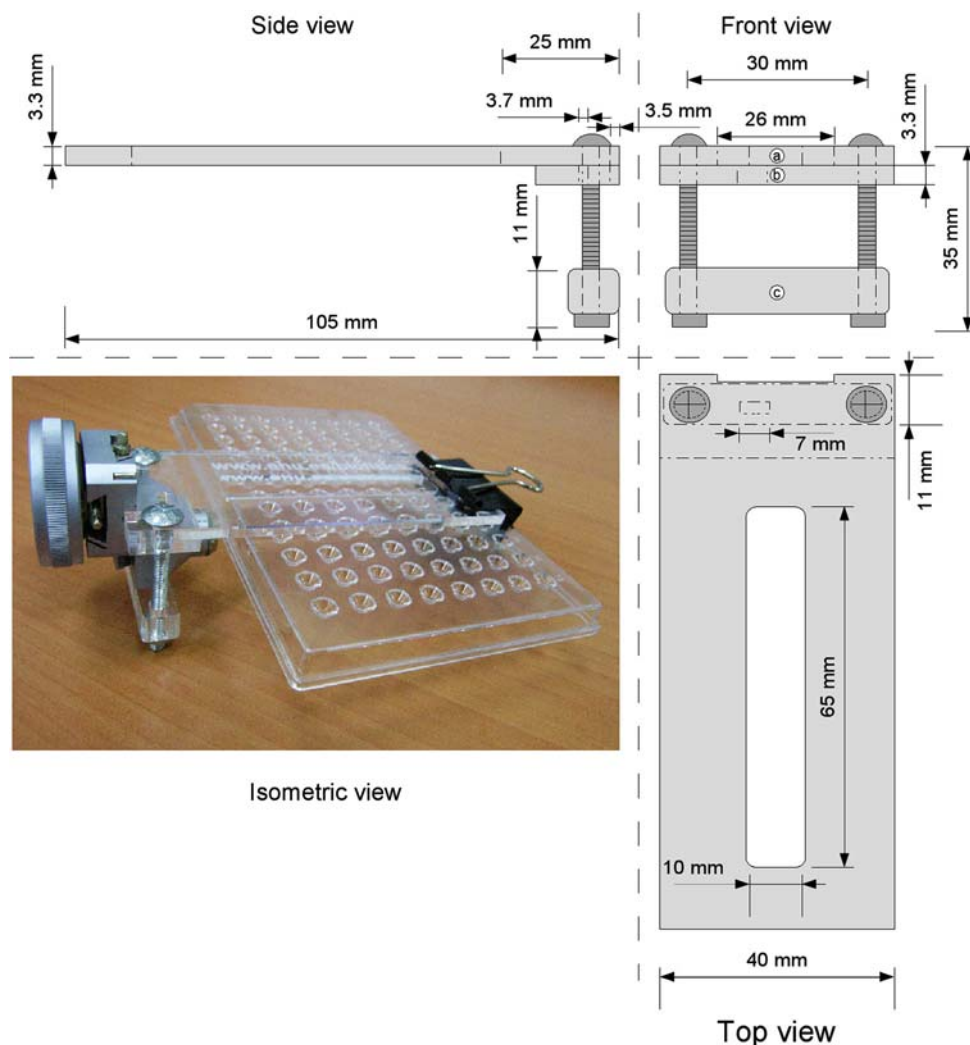 Side view
Front view
25 mm
30 mm
3.3 mm
3.7 mm
3.5 mm
26 mm
3.3 mm
a
b
11 mm
35 mm
c
105 mm
7 mm
11 mm
65 mm
Isometric view
10 mm
40 mm
Top view